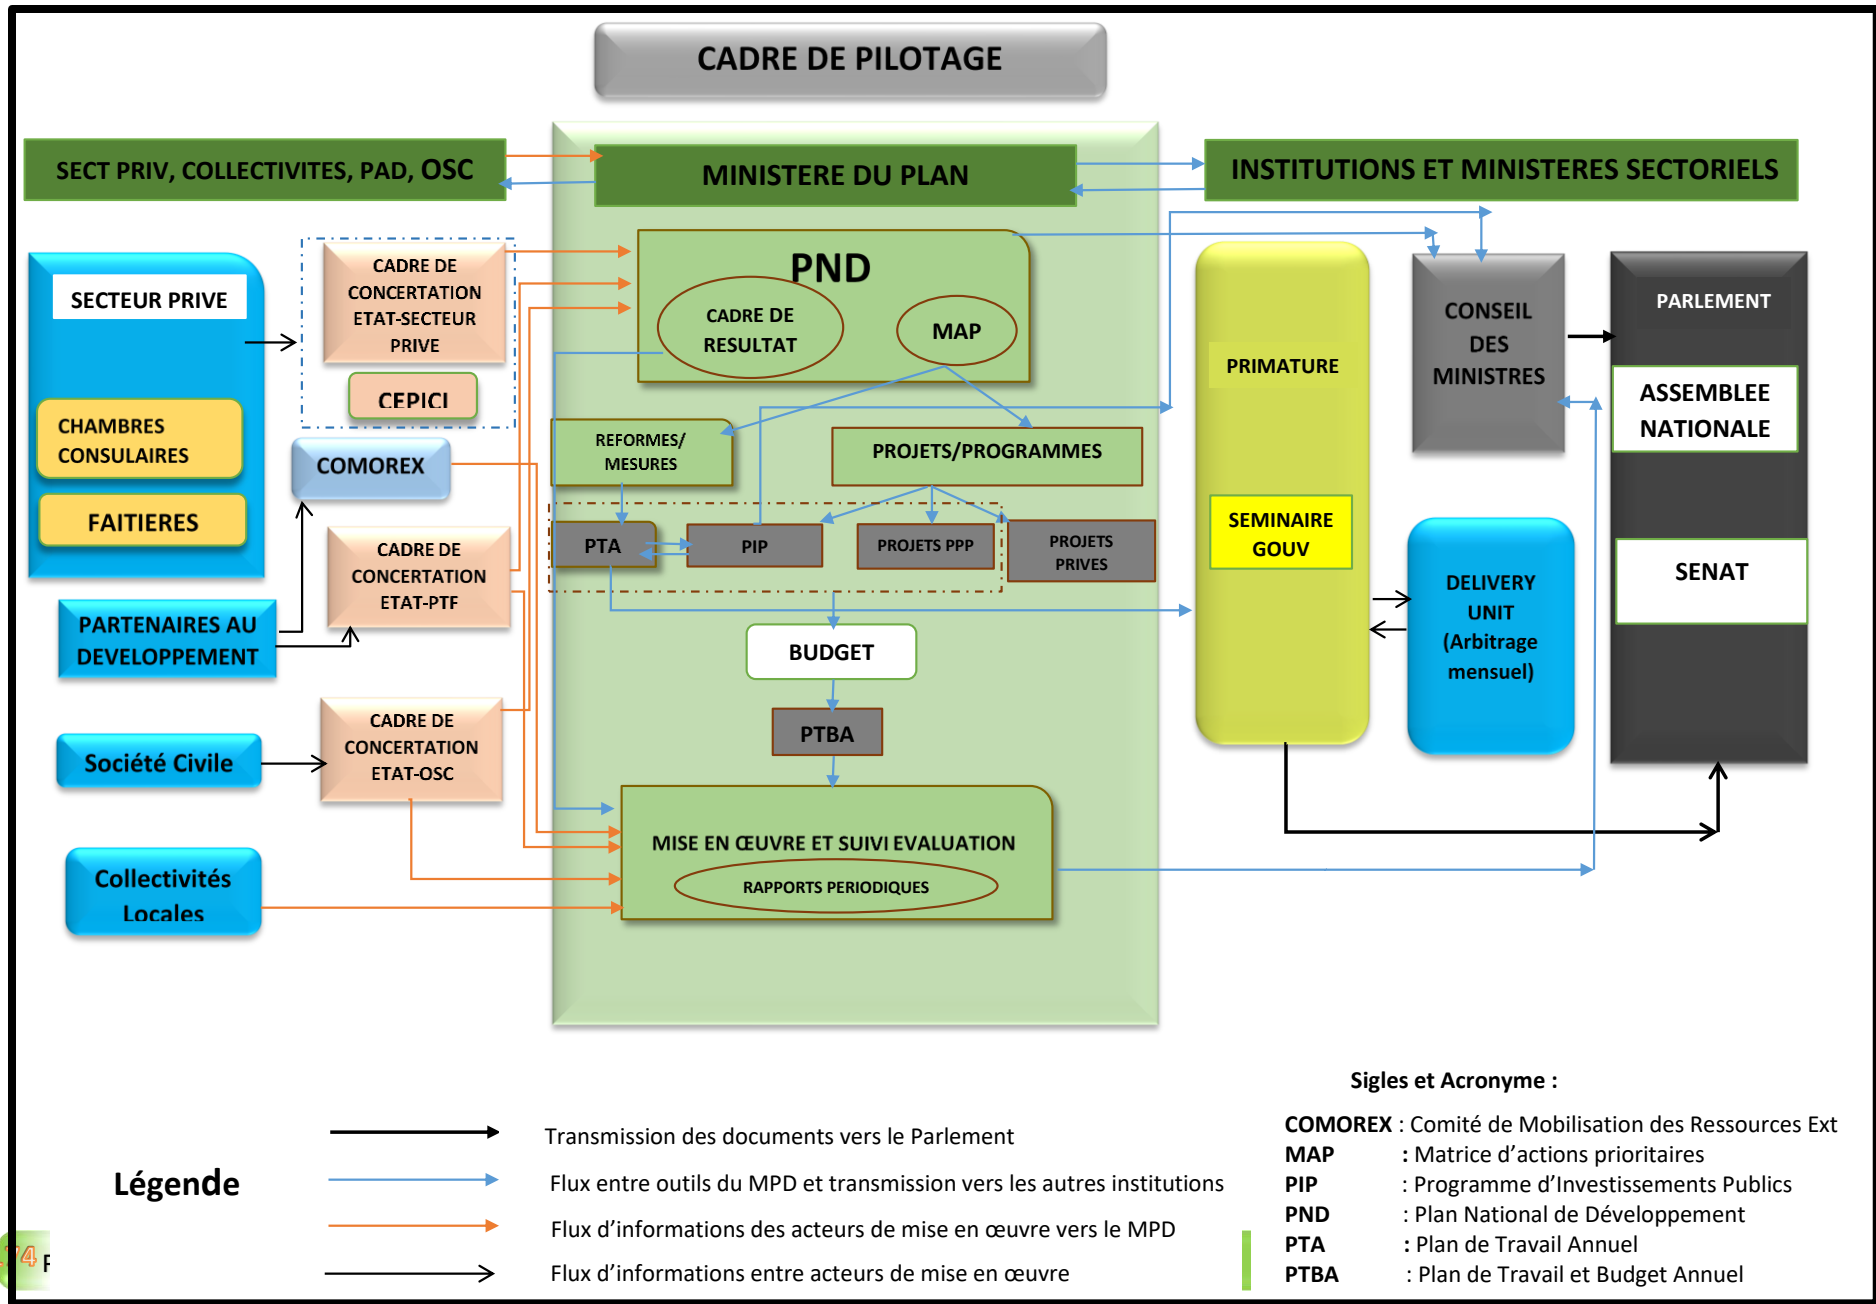 CADRE DE PILOTAGE
SECT PRIV, COLLECTIVITES, PAD, OSC
MINISTERE DU PLAN
INSTITUTIONS ET MINISTERES SECTORIELS
SECTEUR PRIVE
CHAMBRES
CONSULAIRES
FAITIERES
CADRE DE
CONCERTATION
ETAT-SECTEUR
PRIVE
CEPICI
COMOREX
PARTENAIRES AU
DEVELOPPEMENT
CADRE DE
CONCERTATION
ETAT-PTF
Société Civile
CADRE DE
CONCERTATION
ETAT-OSC
Collectivités
Locales
PND
CADRE DE
RESULTAT
MAP
REFORMES/
MESURES
PROJETS/PROGRAMMES
PTA
PIP
PROJETS PPP
PROJETS
PRIVES
BUDGET
PTBA
MISE EN ŒUVRE ET SUIVI EVALUATION
RAPPORTS PERIODIQUES
PRIMATURE
SEMINAIRE
GOUV
CONSEIL
DES
MINISTRES
DELIVERY
UNIT
(Arbitrage
mensuel)
PARLEMENT
ASSEMBLEE
NATIONALE
SENAT
Légende
Transmission des documents vers le Parlement
Flux entre outils du MPD et transmission vers les autres institutions
Flux d'informations des acteurs de mise en œuvre vers le MPD
Flux d'informations entre acteurs de mise en œuvre
Sigles et Acronyme :
COMOREX : Comité de Mobilisation des Ressources Ext
MAP : Matrice d'actions prioritaires
PIP : Programme d'Investissements Publics
PND : Plan National de Développement
PTA : Plan de Travail Annuel
PTBA : Plan de Travail et Budget Annuel